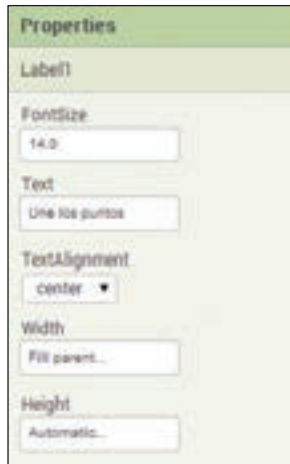 Properties
Label1
FontSize
14.0
Text
Une los puntos
TextAlignment
center
Width
Fill parent...
Height
Automatic...